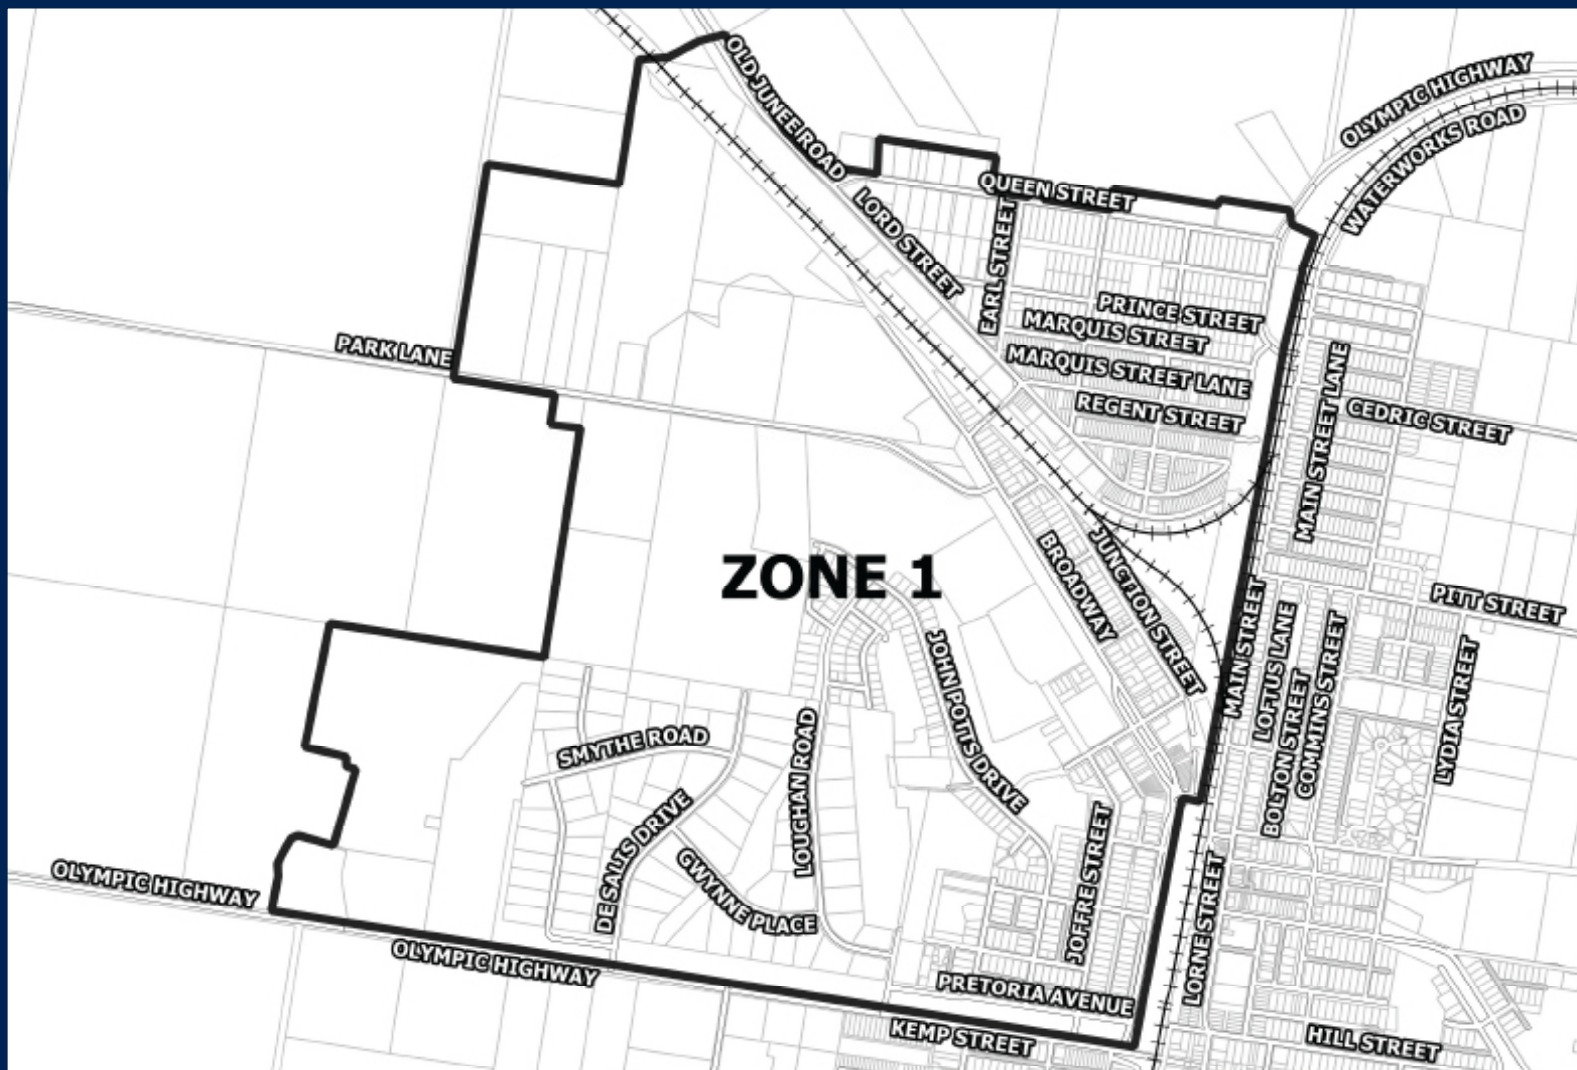 OLD JUNEE ROAD
OLYMPIC HIGHWAY
WATERWORKS ROAD
QUEEN STREET
LORD STREET
EARL STREET
PRINCE STREET
MARQUIS STREET
MARQUIS STREET LANE
REGENT STREET
PARK LANE
MAIN STREET LANE
CEDRIC STREET
ZONE 1
BROADWAY
JUNCTION STREET
MAIN STREET
LOFTUS LANE
BOLTON STREET
COMMINS STREET
PITT STREET
LYDIA STREET
JOHN POTTS DRIVE
SMYTHE ROAD
DE SALIS DRIVE
LOUGHAN ROAD
GWYNNE PLACE
JOFFRE STREET
LORNE STREET
OLYMPIC HIGHWAY
OLYMPIC HIGHWAY
PRETORIA AVENUE
KEMP STREET
HILL STREET